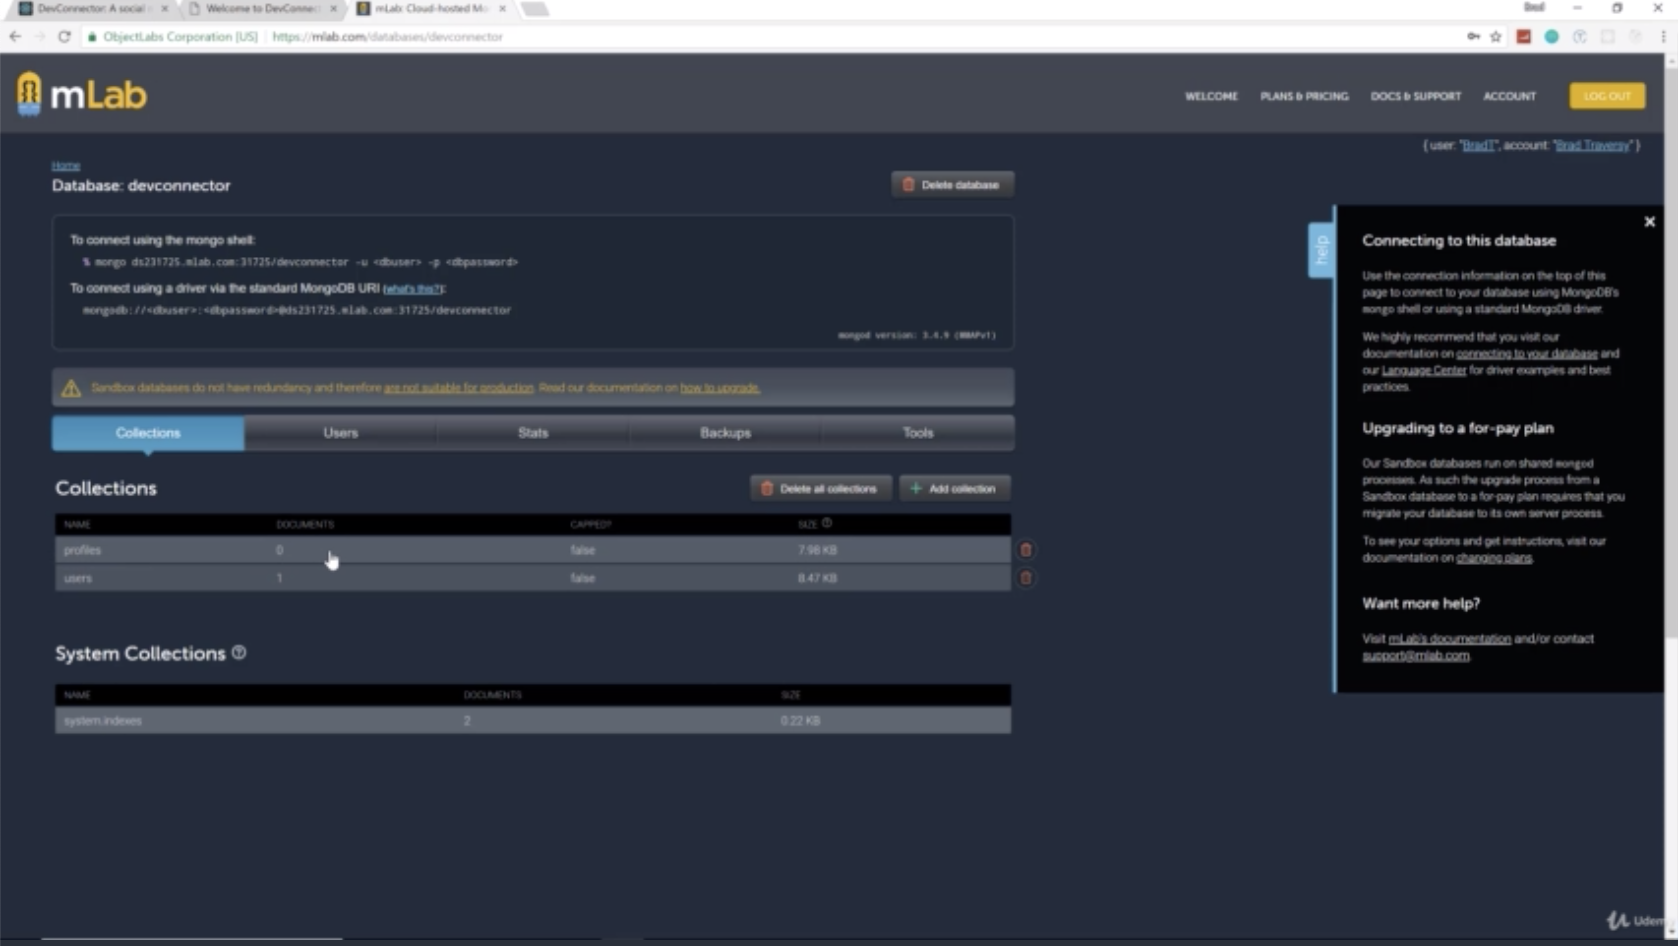 DevConnector: A social
Welcome to DevConnec
mLab: Cloud-hosted Mo
Brad
ObjectLabs Corporation [US]
https://mlab.com/databases/devconnector
mLab
WELCOME
PLANS & PRICING
DOCS & SUPPORT
ACCOUNT
LOG OUT
{ user: "BradT", account: "Brad Traversy" }
Home
Database: devconnector
Delete database
To connect using the mongo shell:
% mongo ds231725.mlab.com:31725/devconnector -u <dbuser> -p <dbpassword>
To connect using a driver via the standard MongoDB URI (what's this?):
mongodb://<dbuser>:<dbpassword>@ds231725.mlab.com:31725/devconnector
mongod version: 3.4.9 (MMAPv1)
Sandbox databases do not have redundancy and therefore are not suitable for production. Read our documentation on how to upgrade.
Collections
Users
Stats
Backups
Tools
Collections
Delete all collections
+ Add collection
NAME DOCUMENTS CAPPED? SIZE
profiles 0 false 7.98 KB
users 1 false 8.47 KB
System Collections
NAME DOCUMENTS SIZE
system.indexes 2 0.22 KB
help
Connecting to this database
Use the connection information on the top of this
page to connect to your database using MongoDB's
mongo shell or using a standard MongoDB driver.
We highly recommend that you visit our
documentation on connecting to your database and
our Language Center for driver examples and best
practices.
Upgrading to a for-pay plan
Our Sandbox databases run on shared mongod
processes. As such the upgrade process from a
Sandbox database to a for-pay plan requires that you
migrate your database to its own server process.
To see your options and get instructions, visit our
documentation on changing plans.
Want more help?
Visit mLab's documentation and/or contact
support@mlab.com.
Udem